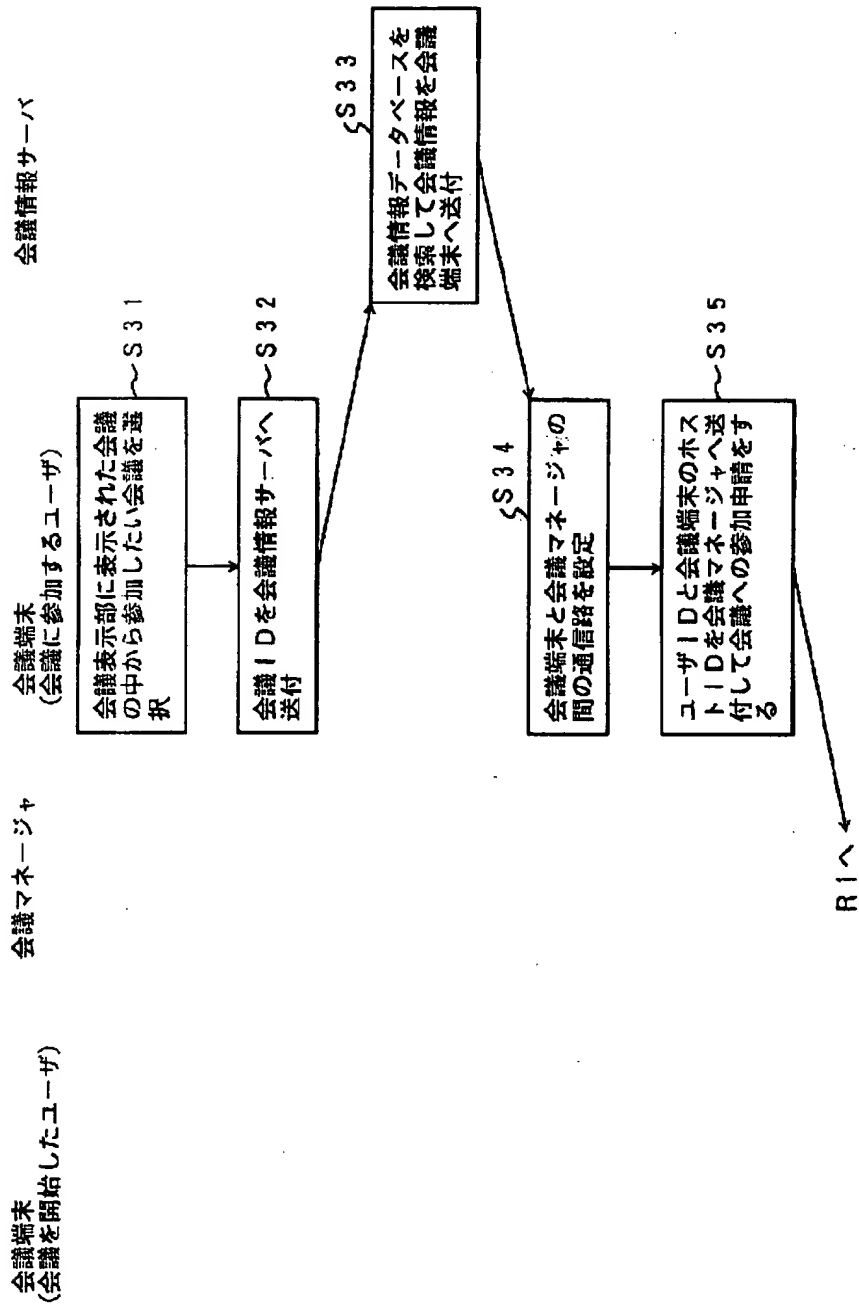 会議端末
(会議を開始したユーザ)
会議マネージャ
会議端末
(会議に参加するユーザ)
会議情報サーバ
会議表示部に表示された会議
の中から参加したい会議を選
択
S31
会議IDを会議情報サーバへ
送付
S32
会議情報データベースを
検索して会議情報を会議
端末へ送付
S33
会議端末と会議マネージャの
間の通信路を設定
S34
ユーザIDと会議端末のホス
トIDを会議マネージャへ送
付して会議への参加申請をす
る
S35
R1へ